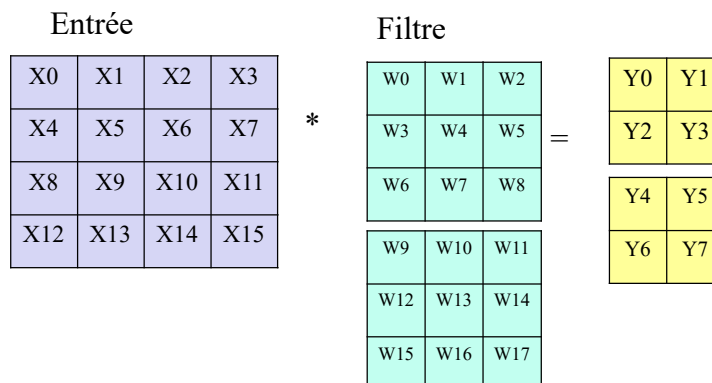 Entrée
Filtre
X0 X1 X2 X3
X4 X5 X6 X7
X8 X9 X10 X11
X12 X13 X14 X15
*
W0 W1 W2
W3 W4 W5
W6 W7 W8
W9 W10 W11
W12 W13 W14
W15 W16 W17
=
Y0 Y1
Y2 Y3
Y4 Y5
Y6 Y7